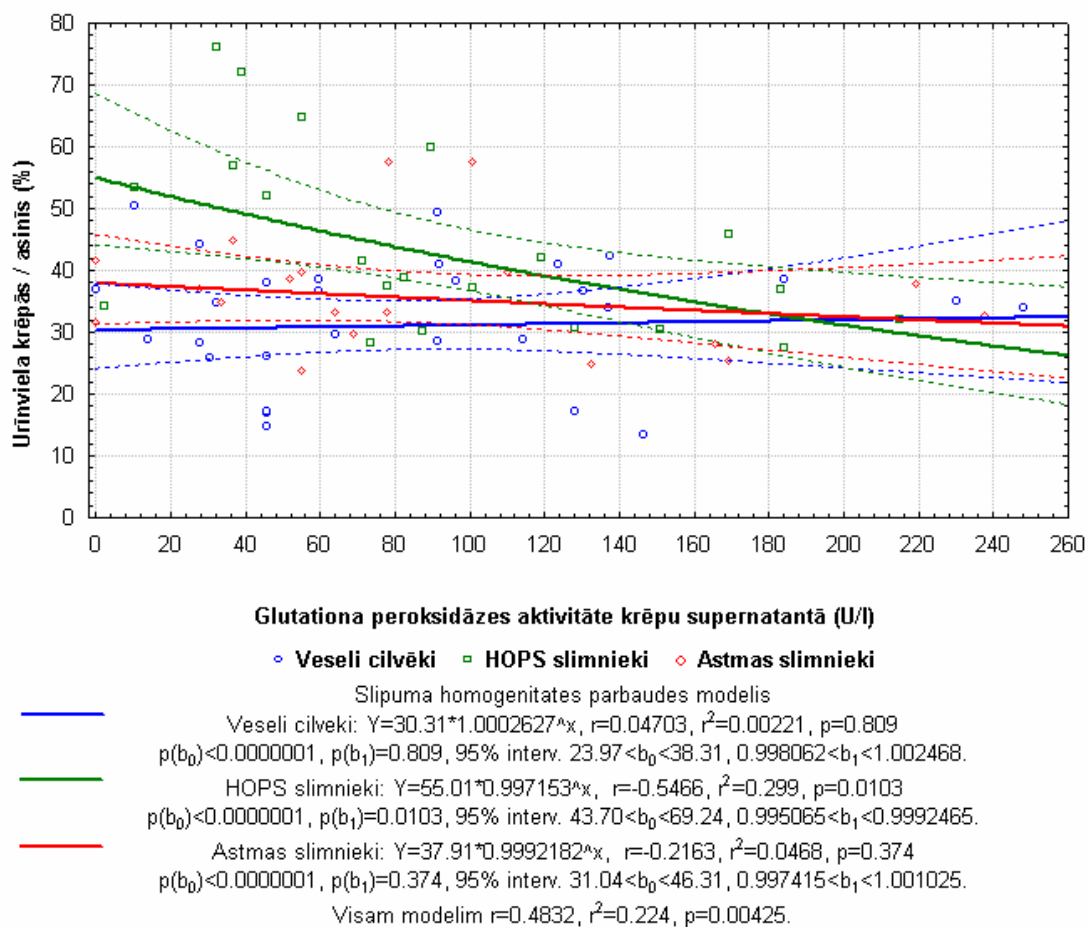 80
70
60
50
40
30
20
10
0
Urīnviela krēpās / asinīs (%)
0 20 40 60 80 100 120 140 160 180 200 220 240 260
Glutationa peroksidāzes aktivitāte krēpu supernatantā (U/l)
Veseli cilvēki HOPS slimnieki Astmas slimnieki
Slipuma homogenitates parbaudes modelis
Veseli cilveki: Y=30.31*1.0002627^x, r=0.04703, r²=0.00221, p=0.809
p(b₀)<0.0000001, p(b₁)=0.809, 95% interv. 23.97<b₀<38.31, 0.998062<b₁<1.002468.
HOPS slimnieki: Y=55.01*0.997153^x, r=-0.5466, r²=0.299, p=0.0103
p(b₀)<0.0000001, p(b₁)=0.0103, 95% interv. 43.70<b₀<69.24, 0.995065<b₁<0.9992465.
Astmas slimnieki: Y=37.91*0.9992182^x, r=-0.2163, r²=0.0468, p=0.374
p(b₀)<0.0000001, p(b₁)=0.374, 95% interv. 31.04<b₀<46.31, 0.997415<b₁<1.001025.
Visam modelim r=0.4832, r²=0.224, p=0.00425.